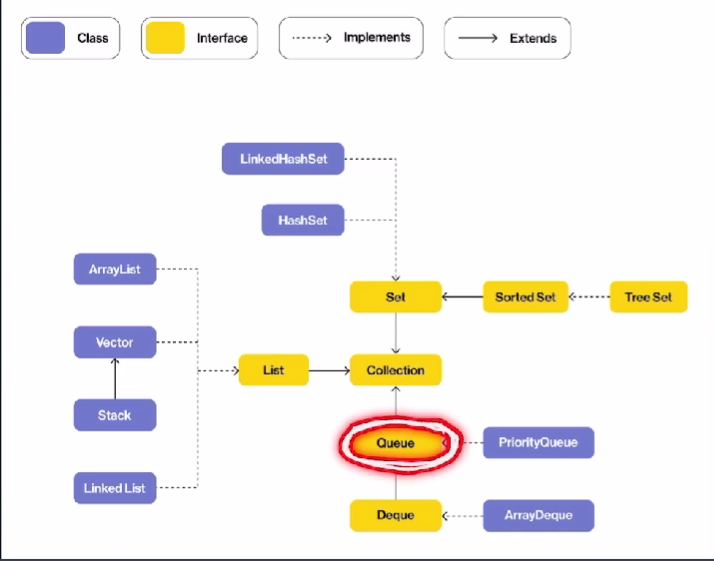 Class
Interface
Implements
Extends
LinkedHashSet
HashSet
ArrayList
Set
Sorted Set
Tree Set
Vector
List
Collection
Stack
Queue
PriorityQueue
Linked List
Deque
ArrayDeque